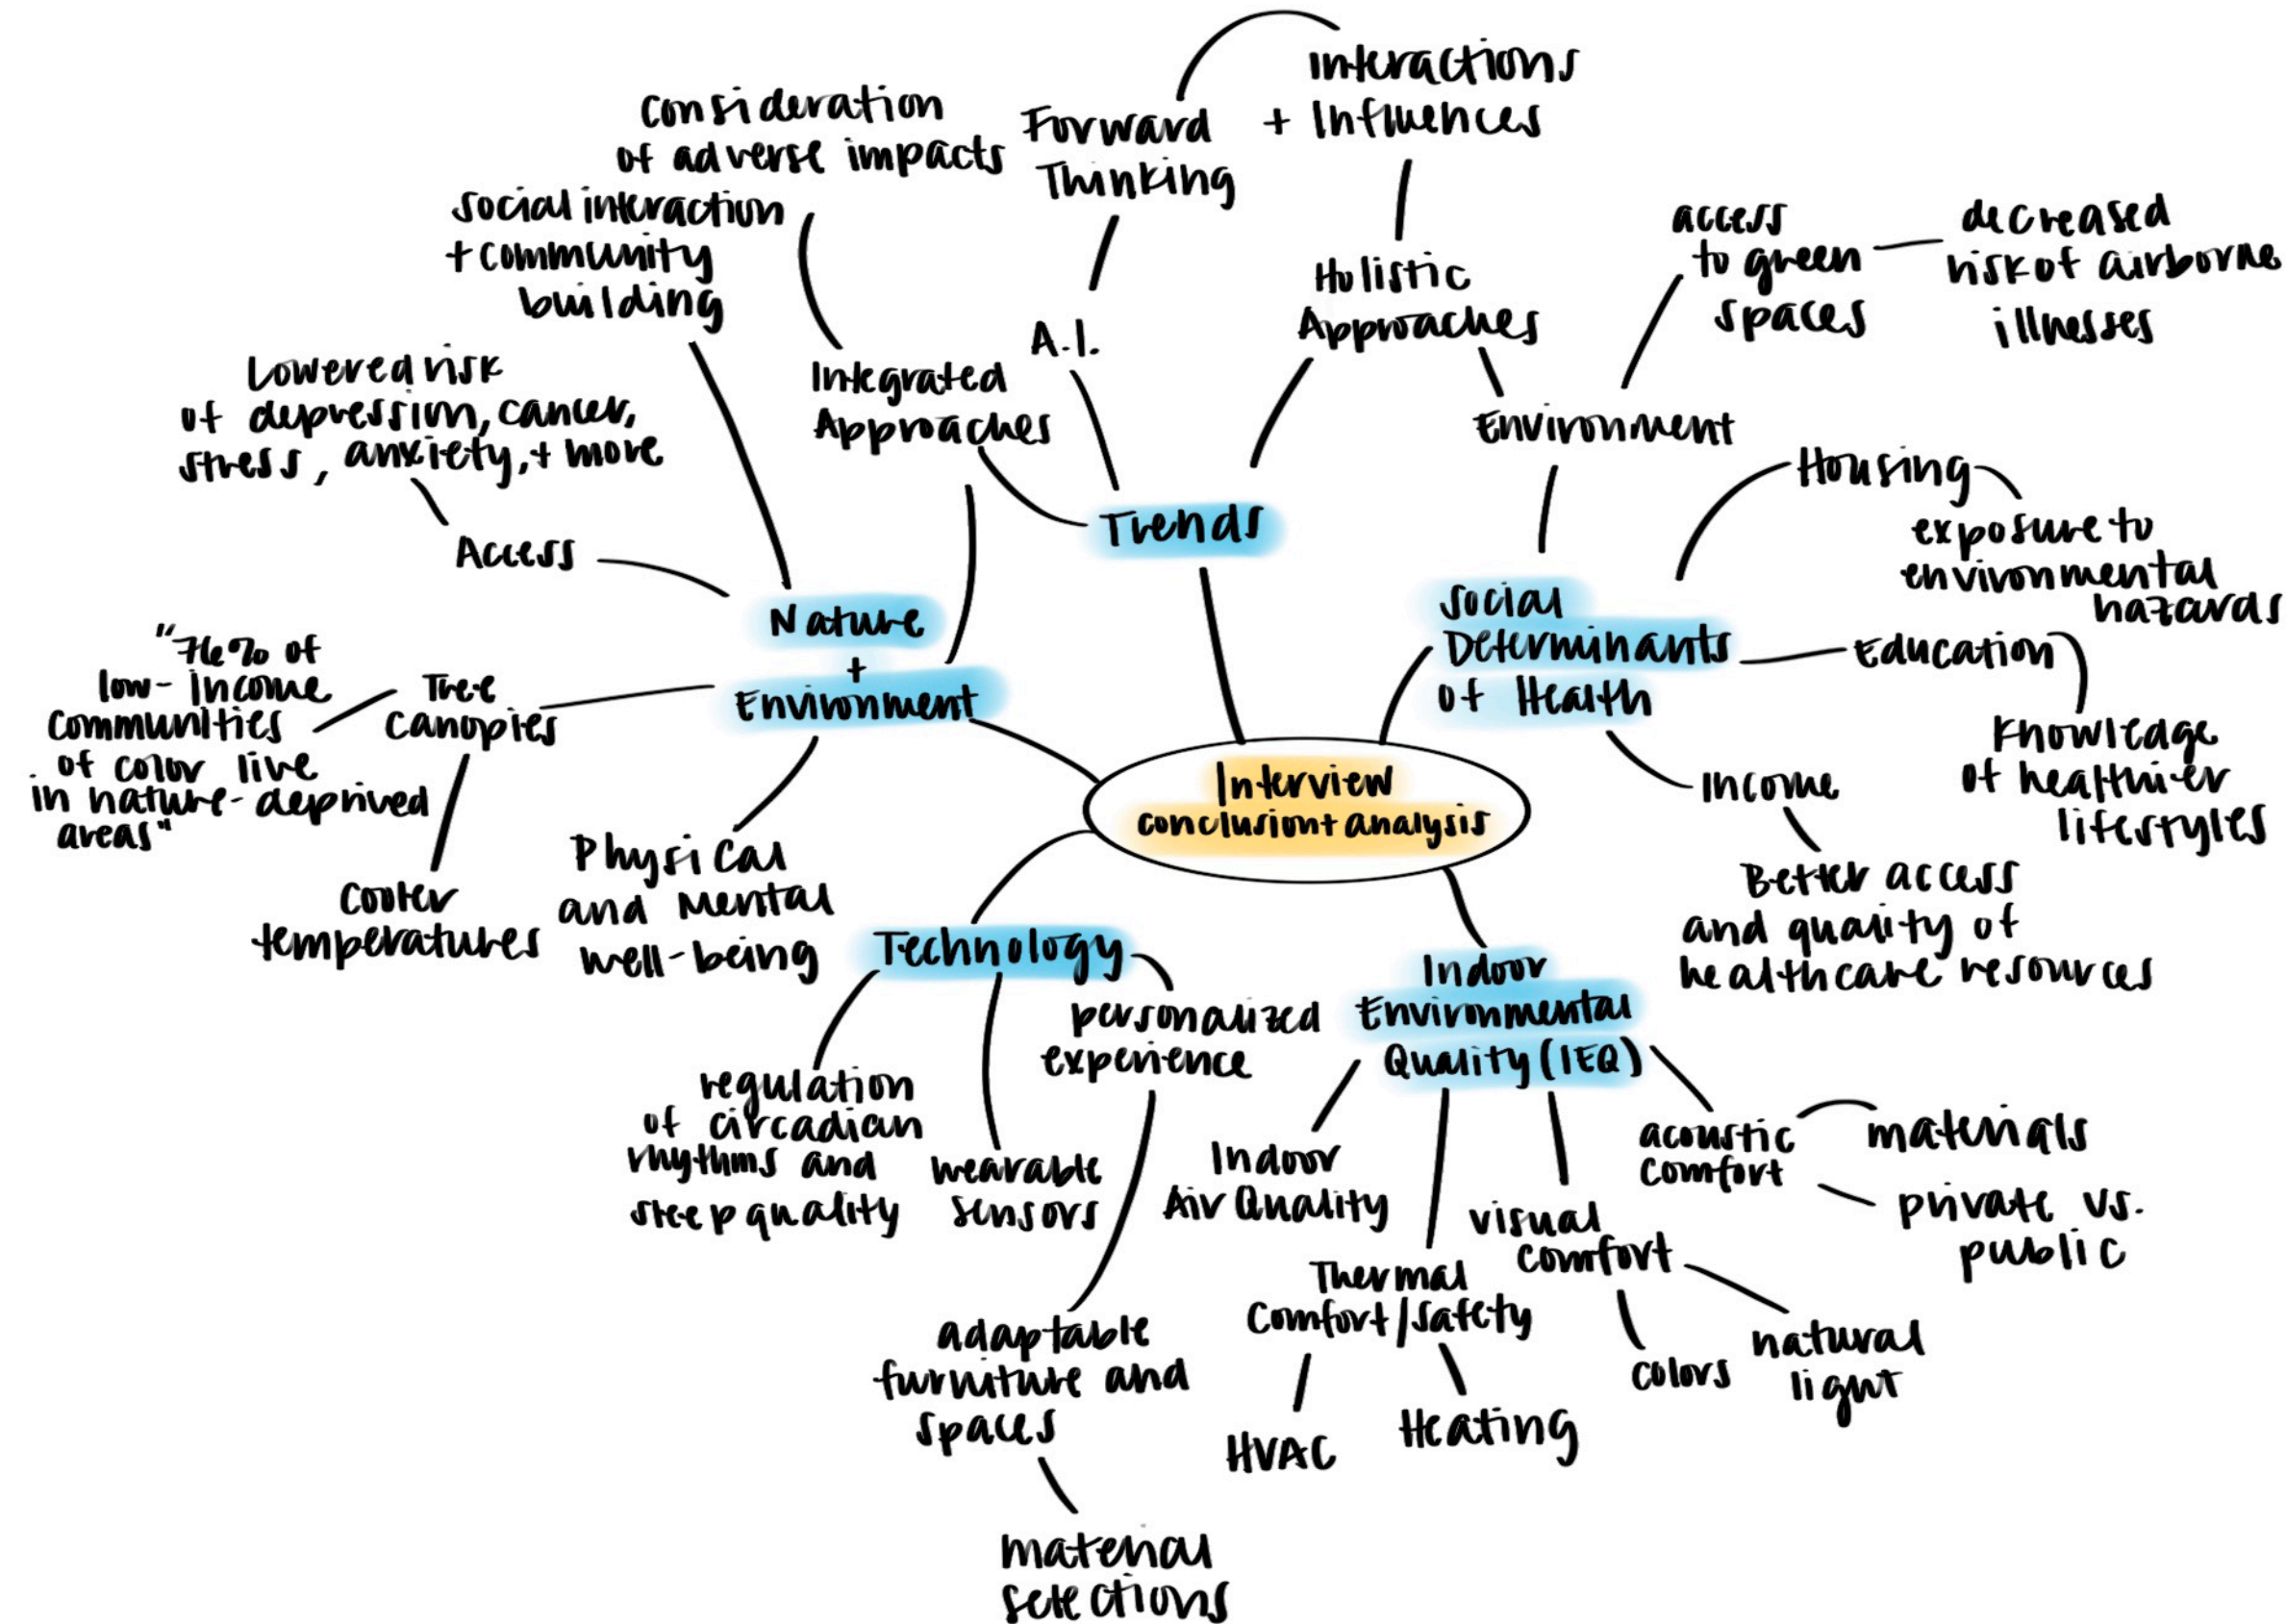 Interactions
+ Influences
Consideration
of adverse impacts
Forward
Thinking
social interaction
+ community
building
access
to green
spaces
decreased
risk of airborne
illnesses
Holistic
Approaches
A.I.
Integrated
Approaches
Lowered risk
of depression, cancer,
stress, anxiety, + more
Environment
Housing
exposure to
environmental
hazards
Trends
Access
Nature
+
Environment
Social
Determinants
of Health
Education
Knowledge
of healthier
lifestyles
"76% of
low-income
communities
of color live
in nature-deprived
areas"
Tree
Canopies
Cooler
temperatures
Physical
and Mental
well-being
Interview
conclusion + analysis
Income
Better access
and quality of
healthcare resources
Technology
personalized
experience
regulation
of circadian
rhythms and
sleep quality
wearable
sensors
adaptable
furniture and
spaces
material
selections
Indoor
Environmental
Quality (IEQ)
Indoor
Air Quality
Thermal
Comfort/Safety
HVAC
Heating
visual
comfort
colors
natural
light
acoustic
comfort
materials
private vs.
public